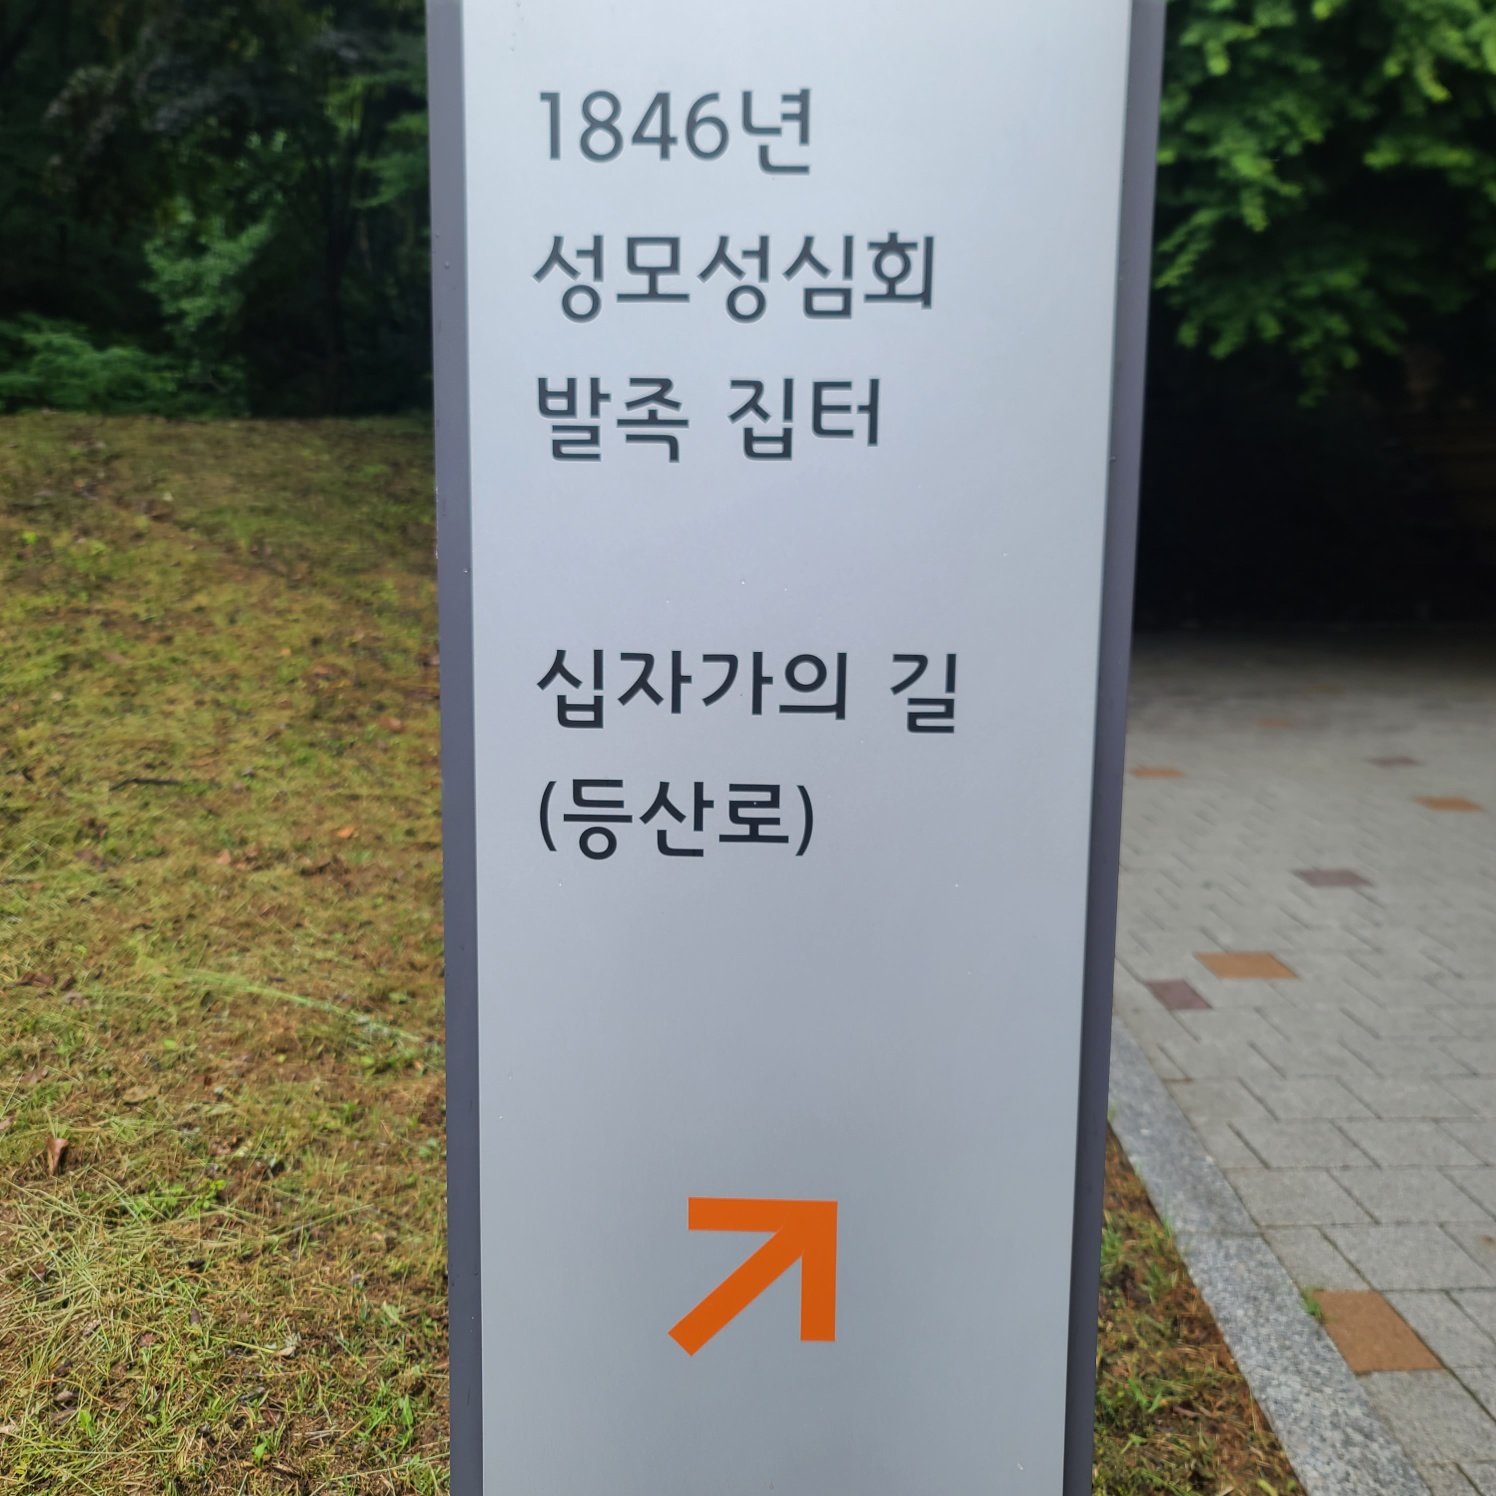 1846년
성모성심회
발족 집터
십자가의 길
(등산로)